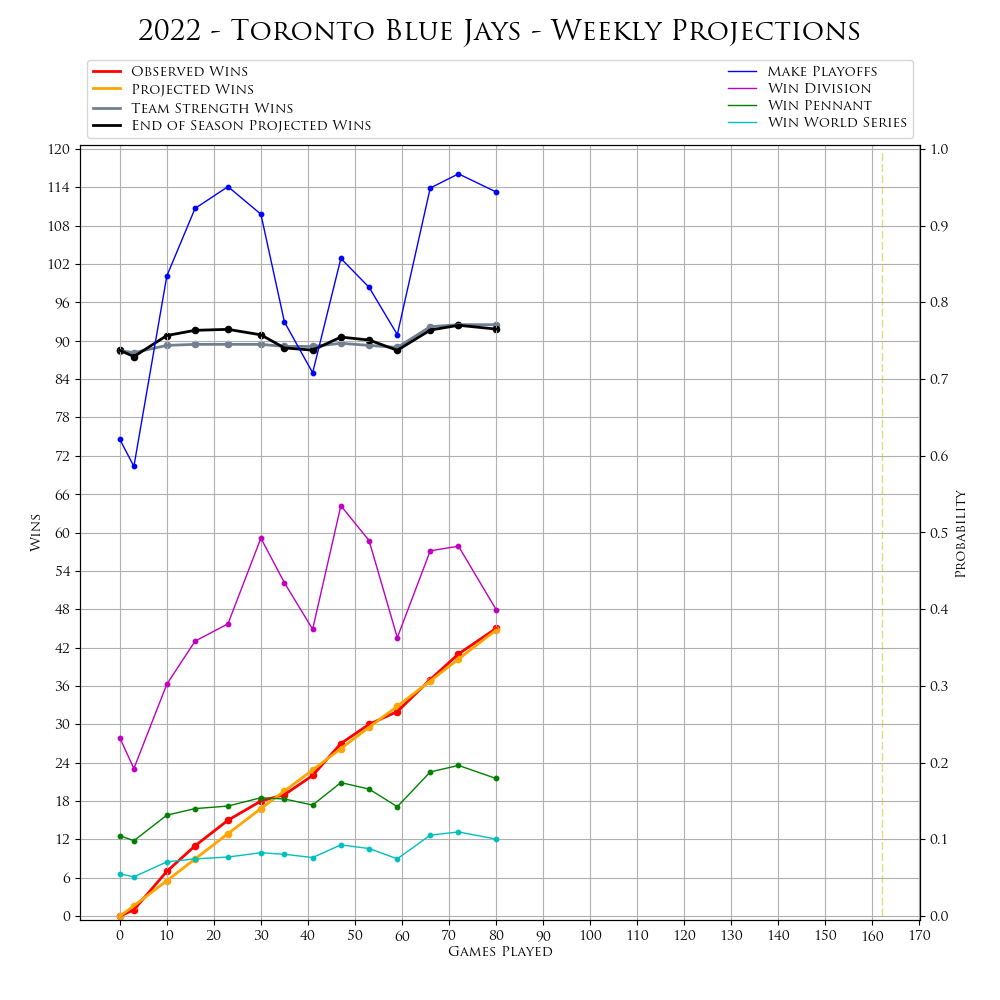 2022 - Toronto Blue Jays - Weekly Projections
Observed Wins
Projected Wins
Team Strength Wins
End of Season Projected Wins
Make Playoffs
Win Division
Win Pennant
Win World Series
120
114
108
102
96
90
84
78
72
66
60
54
48
42
36
30
24
18
12
6
0
Wins
1.0
0.9
0.8
0.7
0.6
0.5
0.4
0.3
0.2
0.1
0.0
Probability
0 10 20 30 40 50 60 70 80 90 100 110 120 130 140 150 160 170
Games Played